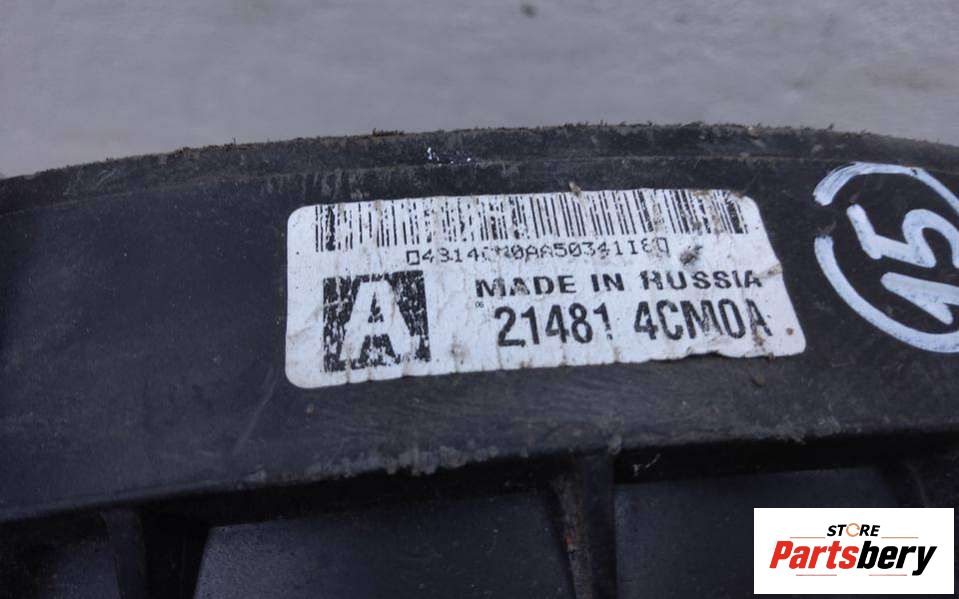 MADE IN RUSSIA
A
A
21481 4CM0A
15
STORE
Partsbery